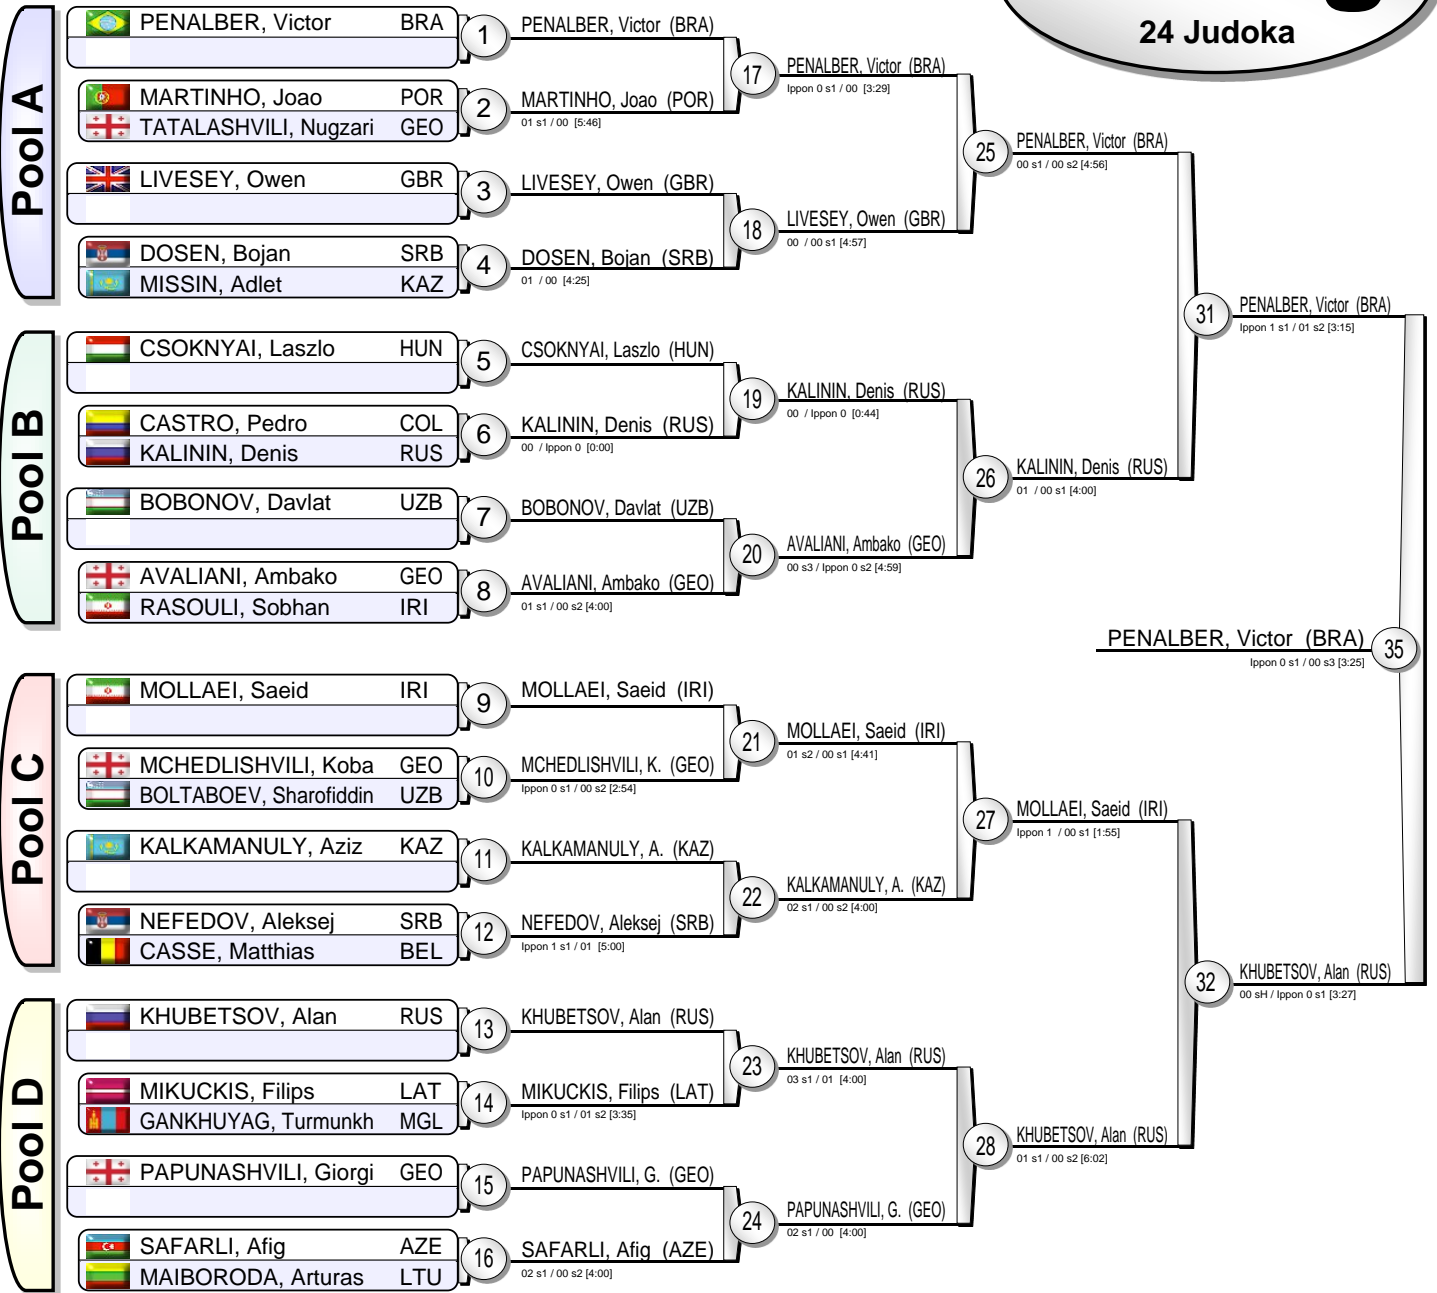 24 Judoka
Pool A
PENALBER, Victor BRA
1
MARTINHO, Joao POR
TATALASHVILI, Nugzari GEO
2
LIVESEY, Owen GBR
3
DOSEN, Bojan SRB
MISSIN, Adlet KAZ
4
Pool B
CSOKNYAI, Laszlo HUN
5
CASTRO, Pedro COL
KALININ, Denis RUS
6
BOBONOV, Davlat UZB
7
AVALIANI, Ambako GEO
RASOULI, Sobhan IRI
8
Pool C
MOLLAEI, Saeid IRI
9
MCHEDLISHVILI, Koba GEO
BOLTABOEV, Sharofiddin UZB
10
KALKAMANULY, Aziz KAZ
11
NEFEDOV, Aleksej SRB
CASSE, Matthias BEL
12
Pool D
KHUBETSOV, Alan RUS
13
MIKUCKIS, Filips LAT
GANKHUYAG, Turmunkh MGL
14
PAPUNASHVILI, Giorgi GEO
15
SAFARLI, Afig AZE
MAIBORODA, Arturas LTU
16
PENALBER, Victor (BRA)
17
MARTINHO, Joao (POR)
01 s1 / 00 [5:46]
LIVESEY, Owen (GBR)
18
DOSEN, Bojan (SRB)
01 / 00 [4:25]
CSOKNYAI, Laszlo (HUN)
19
KALININ, Denis (RUS)
00 / Ippon 0 [0:00]
BOBONOV, Davlat (UZB)
20
AVALIANI, Ambako (GEO)
01 s1 / 00 s2 [4:00]
MOLLAEI, Saeid (IRI)
21
MCHEDLISHVILI, K. (GEO)
Ippon 0 s1 / 00 s2 [2:54]
KALKAMANULY, A. (KAZ)
22
NEFEDOV, Aleksej (SRB)
Ippon 1 s1 / 01 [5:00]
KHUBETSOV, Alan (RUS)
23
MIKUCKIS, Filips (LAT)
Ippon 0 s1 / 01 s2 [3:35]
PAPUNASHVILI, G. (GEO)
24
SAFARLI, Afig (AZE)
02 s1 / 00 s2 [4:00]
PENALBER, Victor (BRA)
Ippon 0 s1 / 00 [3:29]
25
LIVESEY, Owen (GBR)
00 / 00 s1 [4:57]
KALININ, Denis (RUS)
00 / Ippon 0 [0:44]
26
AVALIANI, Ambako (GEO)
00 s3 / Ippon 0 s2 [4:59]
MOLLAEI, Saeid (IRI)
01 s2 / 00 s1 [4:41]
27
KALKAMANULY, A. (KAZ)
02 s1 / 00 s2 [4:00]
KHUBETSOV, Alan (RUS)
03 s1 / 01 [4:00]
28
PAPUNASHVILI, G. (GEO)
02 s1 / 00 [4:00]
PENALBER, Victor (BRA)
00 s1 / 00 s2 [4:56]
31
KALININ, Denis (RUS)
01 / 00 s1 [4:00]
MOLLAEI, Saeid (IRI)
Ippon 1 / 00 s1 [1:55]
32
KHUBETSOV, Alan (RUS)
01 s1 / 00 s2 [6:02]
PENALBER, Victor (BRA)
Ippon 1 s1 / 01 s2 [3:15]
KHUBETSOV, Alan (RUS)
00 sH / Ippon 0 s1 [3:27]
PENALBER, Victor (BRA)
35
Ippon 0 s1 / 00 s3 [3:25]